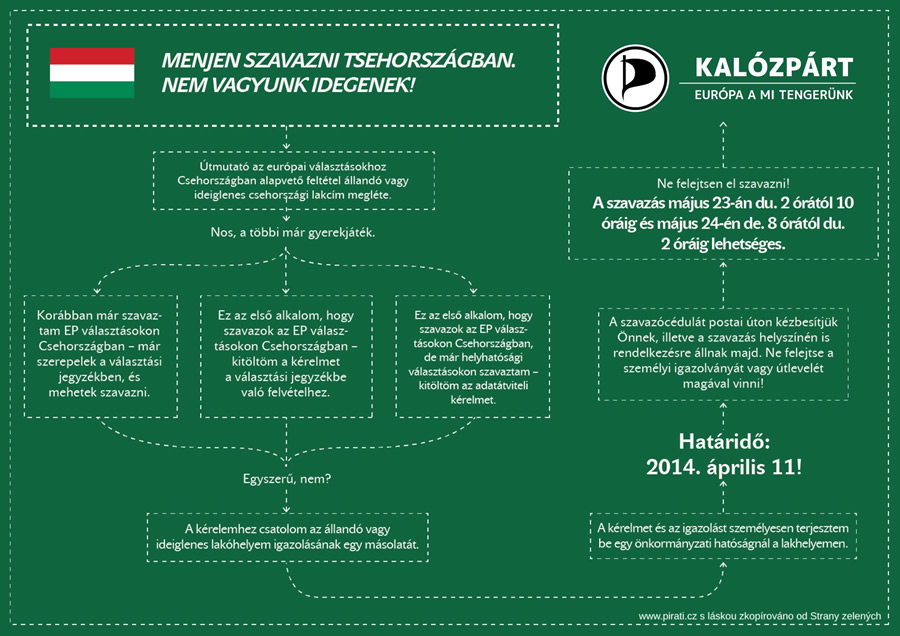 MENJEN SZAVAZNI TSEHORSZÁGBAN.
NEM VAGYUNK IDEGENEK!
Útmutató az európai választásokhoz
Csehországban alapvető feltétel állandó vagy
ideiglenes csehországi lakcím megléte.
Nos, a többi már gyerekjáték.
Korábban már szavaz-
tam EP választásokon
Csehországban – már
szerepelek a választási
jegyzékben, és
mehetek szavazni.
Ez az első alkalom, hogy
szavazok az EP válasz-
tásokon Csehországban –
kitöltöm a kérelmet
a választási jegyzékbe
való felvételhez.
Ez az első alkalom, hogy
szavazok az EP válasz-
tásokon Csehországban,
de már helyhatósági
választásokon szavaztam –
kitöltöm az adatátviteli
kérelmet.
Egyszerű, nem?
A kérelemhez csatolom az állandó vagy
ideiglenes lakóhelyem igazolásának egy másolatát.
A kérelmet és az igazolást személyesen terjesztem
be egy önkormányzati hatóságnál a lakhelyemen.
Határidő:
2014. április 11!
A szavazócédulát postai úton kézbesítjük
Önnek, illetve a szavazás helyszínén is
rendelkezésre állnak majd. Ne felejtse a
személyi igazolványát vagy útlevelét
magával vinni!
Ne felejtsen el szavazni!
A szavazás május 23-án du. 2 órától 10
óráig és május 24-én de. 8 órától du.
2 óráig lehetséges.
KALÓZPÁRT
EURÓPA A MI TENGERÜNK
www.pirati.cz s láskou zkopírováno od Strany zelených